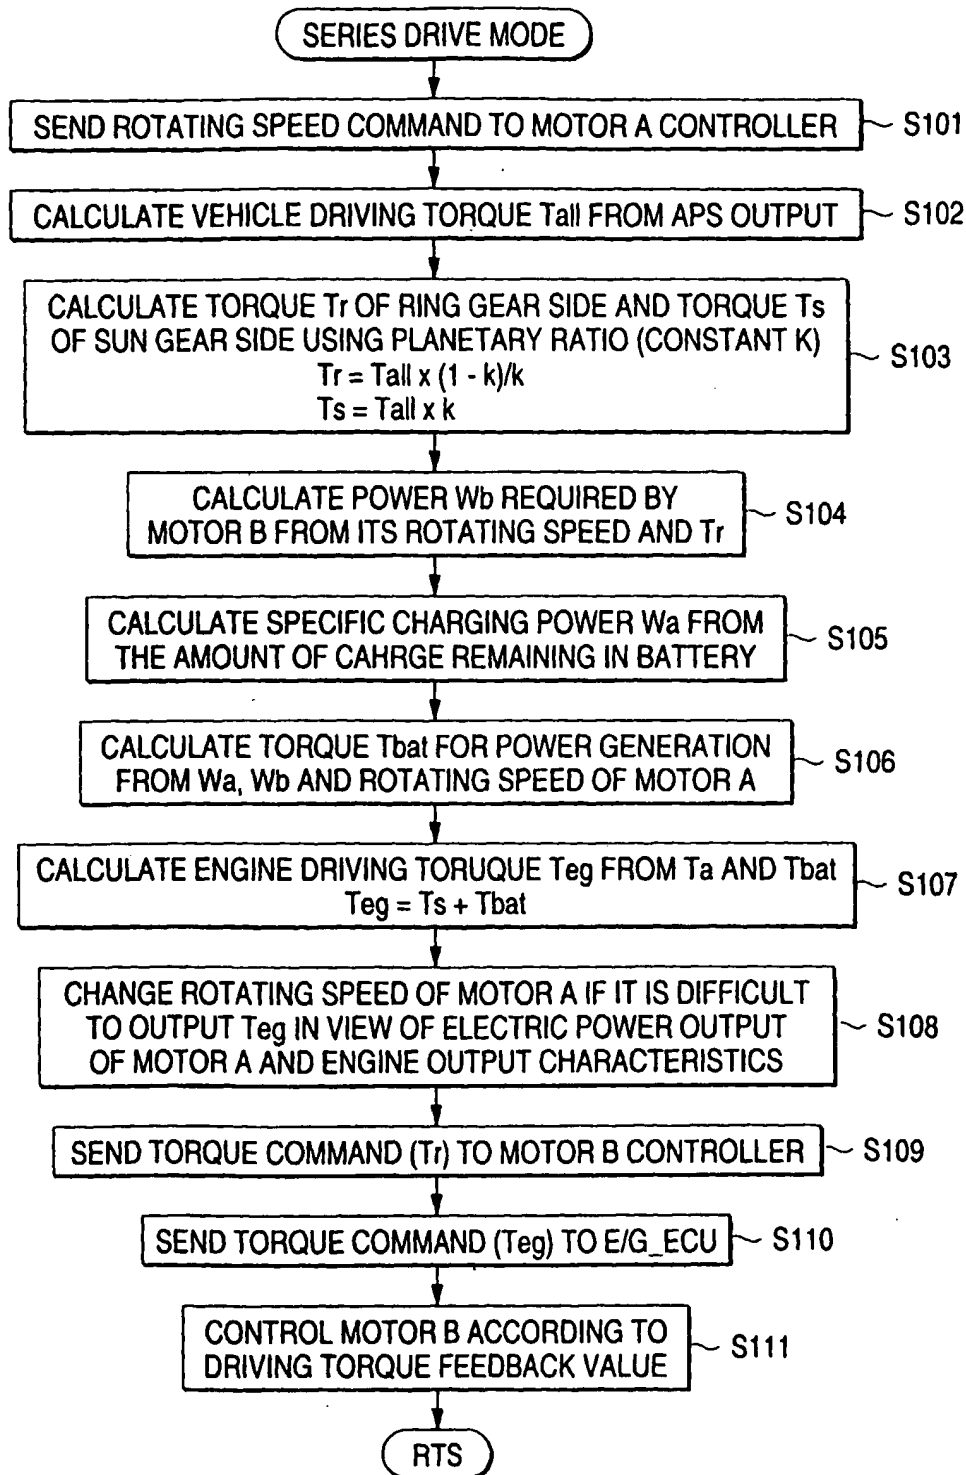 SERIES DRIVE MODE
SEND ROTATING SPEED COMMAND TO MOTOR A CONTROLLER
S101
CALCULATE VEHICLE DRIVING TORQUE Tall FROM APS OUTPUT
S102
CALCULATE TORQUE Tr OF RING GEAR SIDE AND TORQUE Ts
OF SUN GEAR SIDE USING PLANETARY RATIO (CONSTANT K)
Tr = Tall x (1 - k)/k
Ts = Tall x k
S103
CALCULATE POWER Wb REQUIRED BY
MOTOR B FROM ITS ROTATING SPEED AND Tr
S104
CALCULATE SPECIFIC CHARGING POWER Wa FROM
THE AMOUNT OF CAHRGE REMAINING IN BATTERY
S105
CALCULATE TORQUE Tbat FOR POWER GENERATION
FROM Wa, Wb AND ROTATING SPEED OF MOTOR A
S106
CALCULATE ENGINE DRIVING TORUQUE Teg FROM Ta AND Tbat
Teg = Ts + Tbat
S107
CHANGE ROTATING SPEED OF MOTOR A IF IT IS DIFFICULT
TO OUTPUT Teg IN VIEW OF ELECTRIC POWER OUTPUT
OF MOTOR A AND ENGINE OUTPUT CHARACTERISTICS
S108
SEND TORQUE COMMAND (Tr) TO MOTOR B CONTROLLER
S109
SEND TORQUE COMMAND (Teg) TO E/G_ECU
S110
CONTROL MOTOR B ACCORDING TO
DRIVING TORQUE FEEDBACK VALUE
S111
RTS